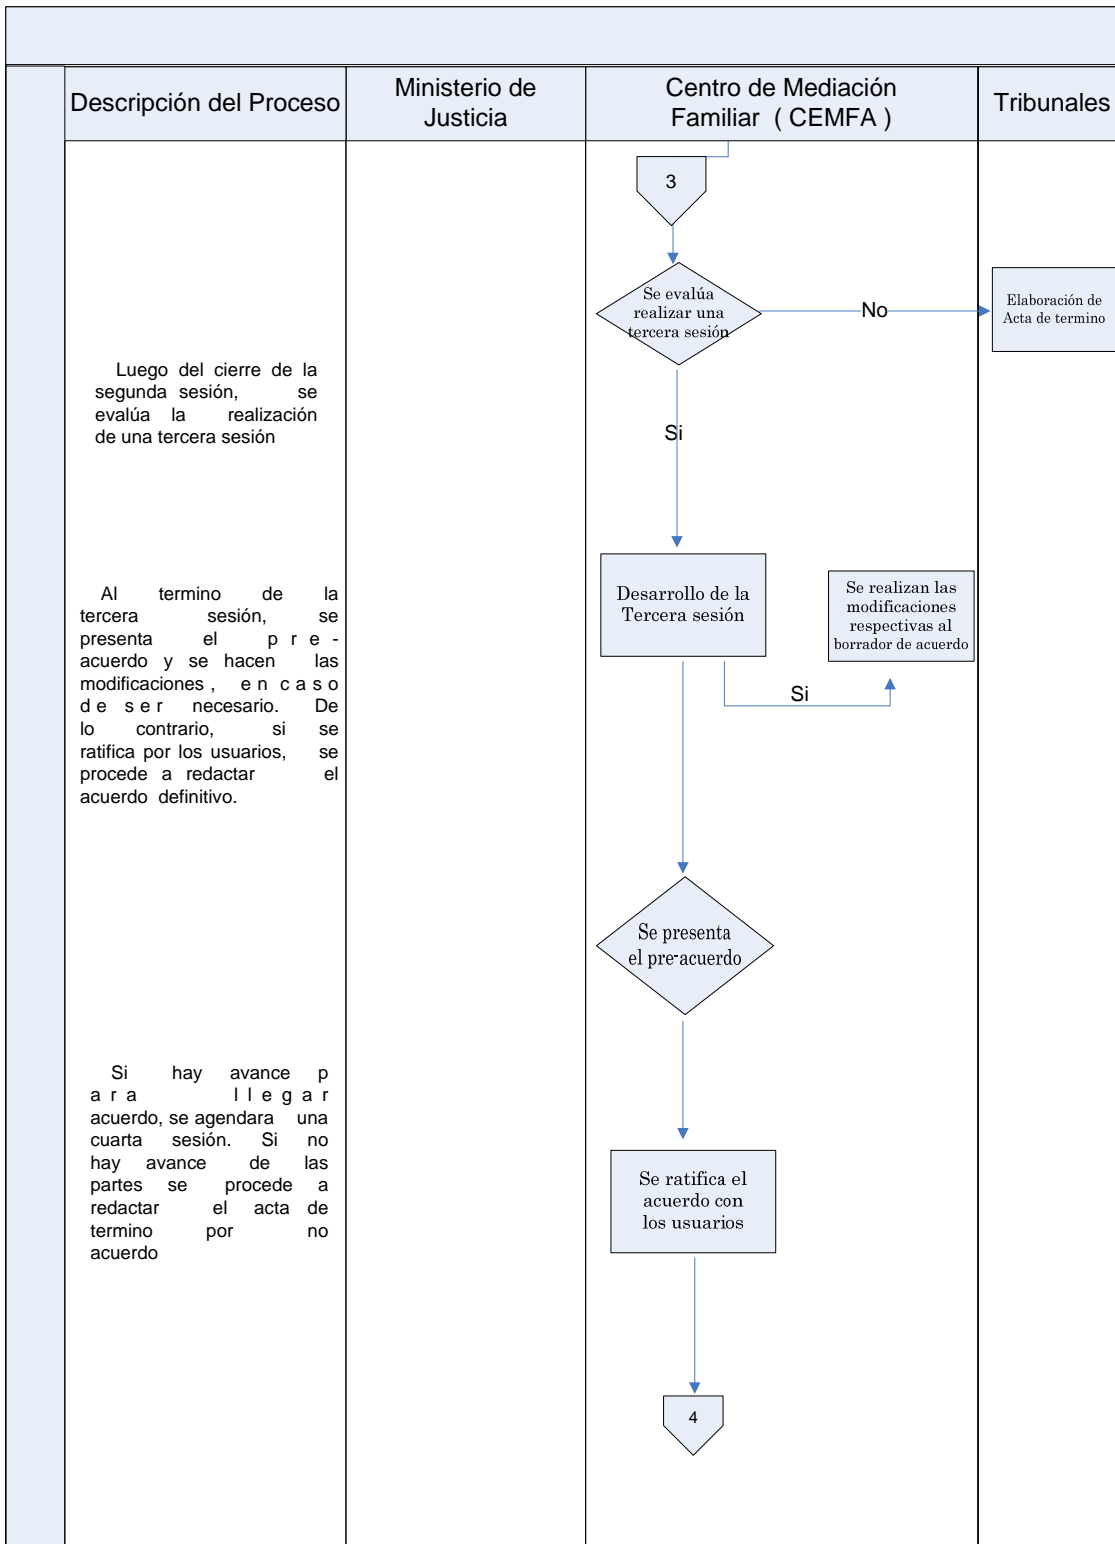 Descripción del Proceso
Ministerio de
Justicia
Centro de Mediación
Familiar ( CEMFA )
Tribunales
3
Se evalúa
realizar una
tercera sesión
No
Elaboración de
Acta de termino
Luego del cierre de la
segunda sesión, se
evalúa la realización
de una tercera sesión
Si
Desarrollo de la
Tercera sesión
Se realizan las
modificaciones
respectivas al
borrador de acuerdo
Si
Al termino de la
tercera sesión, se
presenta el p r e -
acuerdo y se hacen las
modificaciones , e n c a s o
d e s e r necesario. De
lo contrario, si se
ratifica por los usuarios, se
procede a redactar el
acuerdo definitivo.
Se presenta
el pre-acuerdo
Si hay avance p
a r a l l e g a r
acuerdo, se agendara una
cuarta sesión. Si no
hay avance de las
partes se procede a
redactar el acta de
termino por no
acuerdo
Se ratifica el
acuerdo con
los usuarios
4